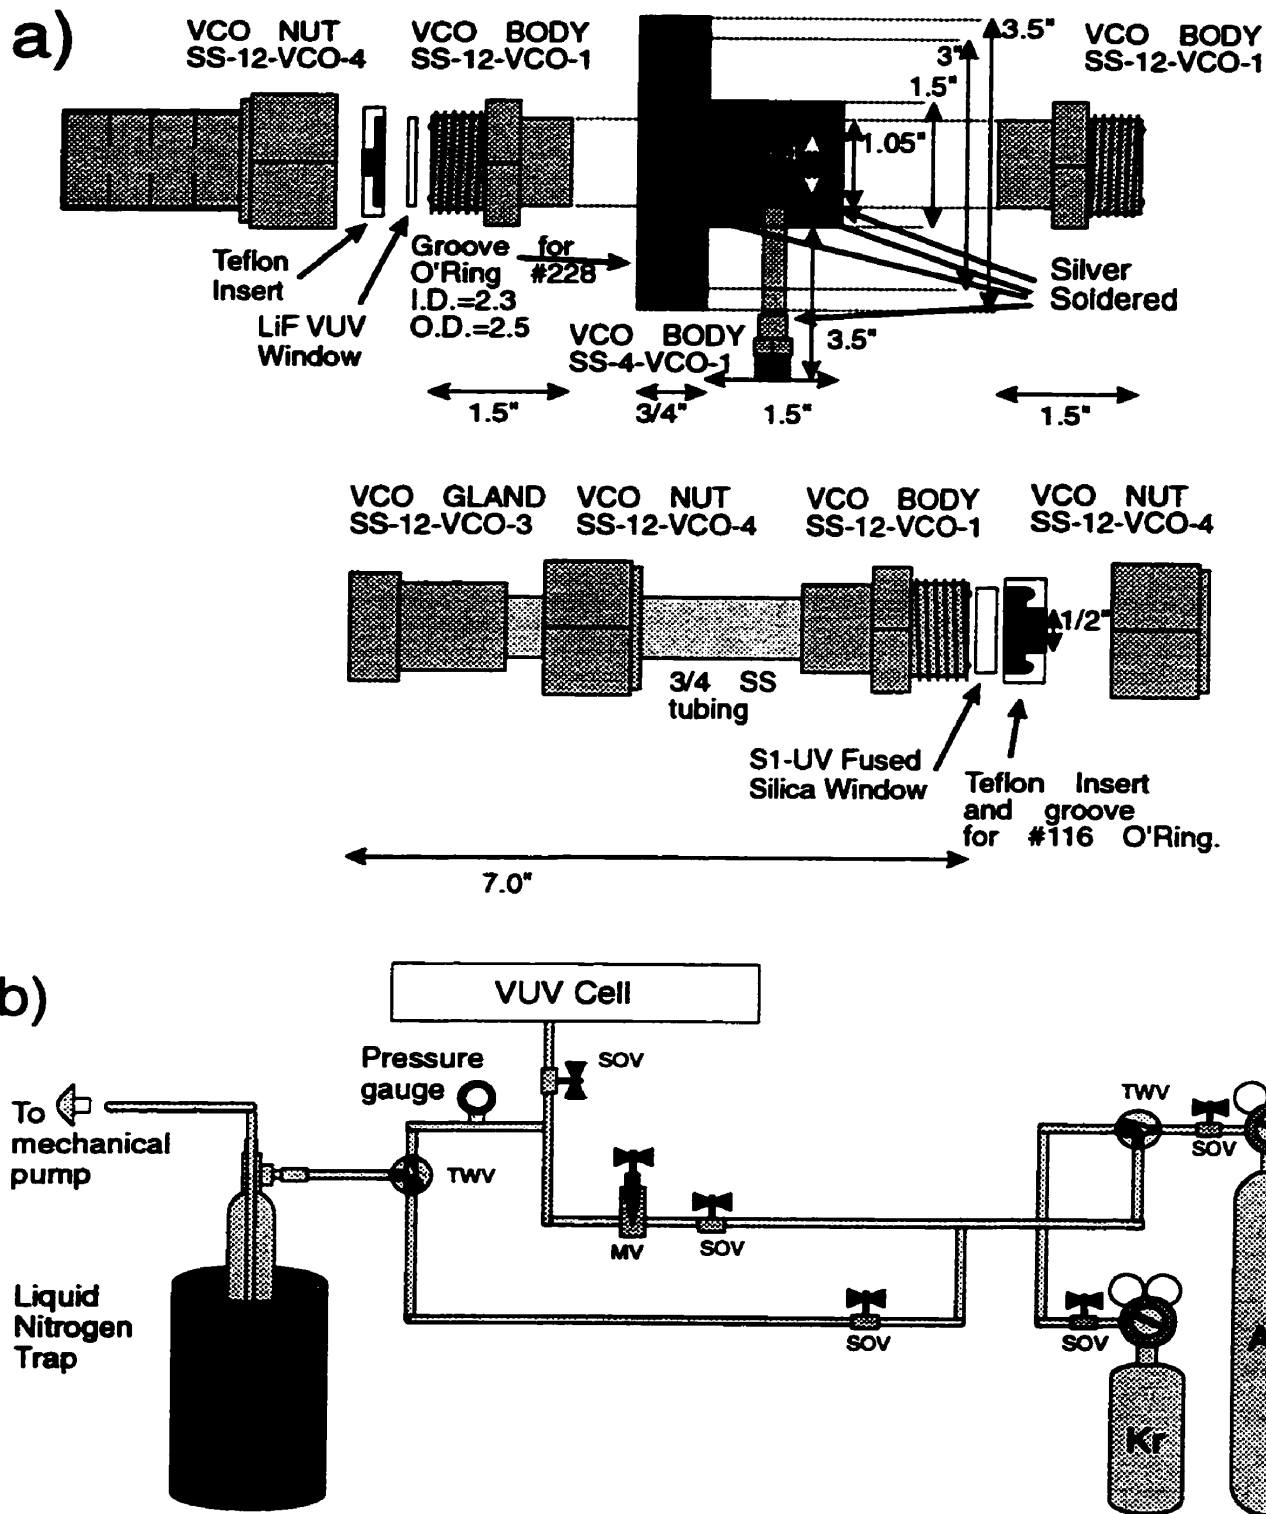 a)
VCO NUT
SS-12-VCO-4
VCO BODY
SS-12-VCO-1
3.5"
3"
1.5"
1.05"
VCO BODY
SS-12-VCO-1
Teflon
Insert
LiF VUV
Window
Groove for
O'Ring #228
I.D.=2.3
O.D.=2.5
VCO BODY
SS-4-VCO-1
Silver
Soldered
3.5"
1.5"
3/4"
1.5"
1.5"
VCO GLAND
SS-12-VCO-3
VCO NUT
SS-12-VCO-4
VCO BODY
SS-12-VCO-1
VCO NUT
SS-12-VCO-4
1/2"
3/4 SS
tubing
S1-UV Fused
Silica Window
Teflon Insert
and groove
for #116 O'Ring.
7.0"
b)
VUV Cell
Pressure
gauge
SOV
To
mechanical
pump
TWV
TWV
SOV
MV
SOV
Liquid
Nitrogen
Trap
SOV
SOV
Kr
A